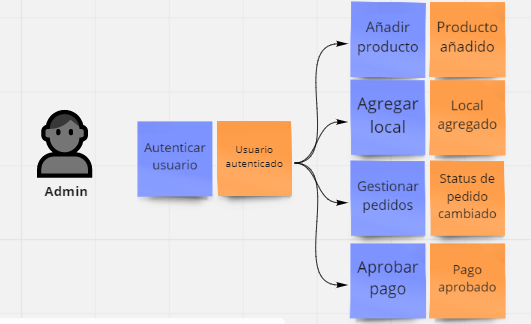 Admin
Autenticar
usuario
Usuario
autenticado
Añadir
producto
Producto
añadido
Agregar
local
Local
agregado
Gestionar
pedidos
Status de
pedido
cambiado
Aprobar
pago
Pago
aprobado